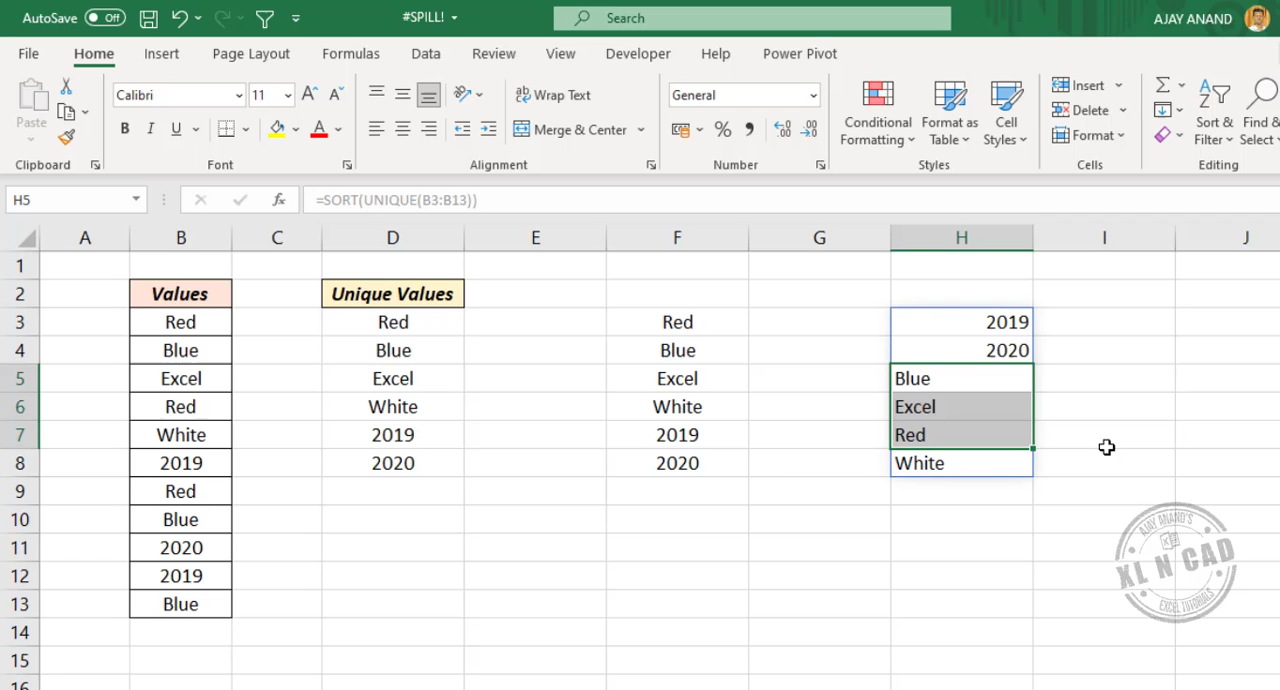 AutoSave Off #SPILL! Search AJAY ANAND
File Home Insert Page Layout Formulas Data Review View Developer Help Power Pivot
Paste Calibri 11 Wrap Text General Conditional Formatting Format as Table Cell Styles Insert Sort & Filter Find & Select
B I U Merge & Center Delete
Format
Clipboard Font Alignment Number Styles Cells Editing
H5 fx =SORT(UNIQUE(B3:B13))
A B C D E F G H I J
1
2 Values Unique Values
3 Red Red Red 2019
4 Blue Blue Blue 2020
5 Excel Excel Excel Blue
6 Red White White Excel
7 White 2019 2019 Red
8 2019 2020 2020 White
9 Red
10 Blue
11 2020
12 2019
13 Blue
14
15
16
AJAY ANAND'S
XL N CAD
EXCEL TUTORIALS